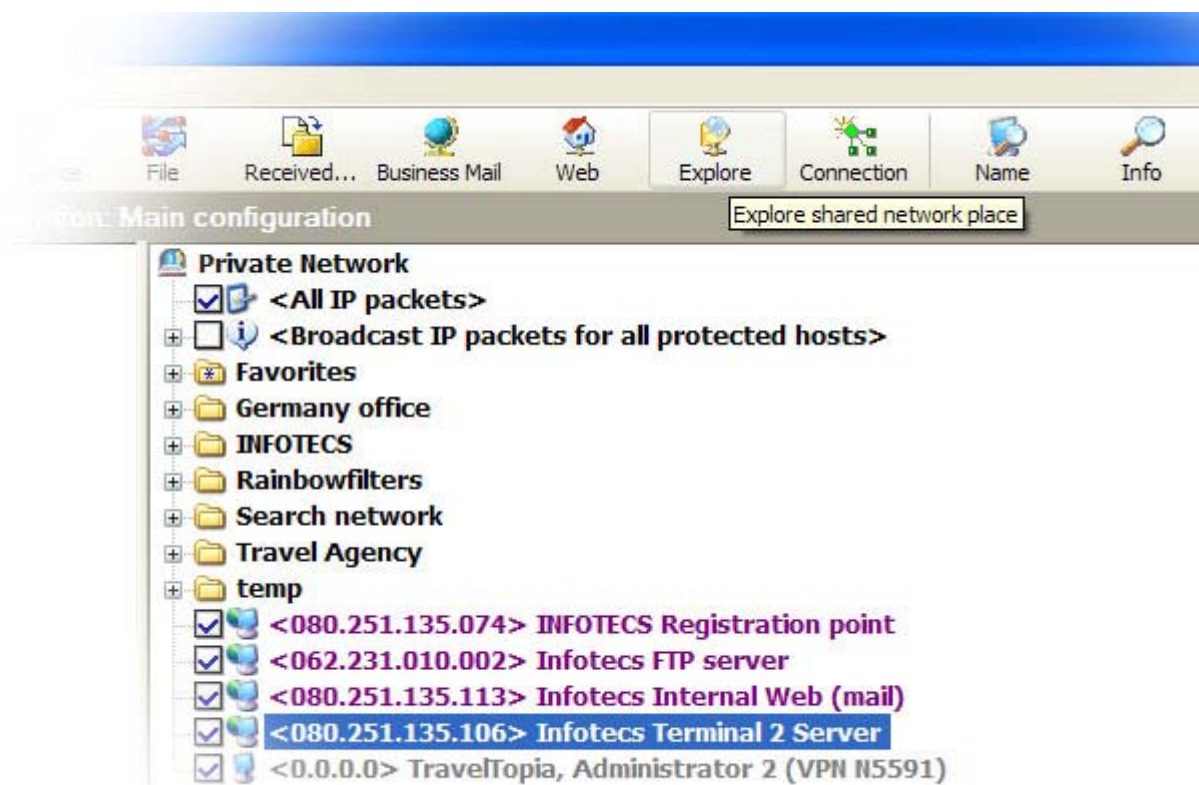 File Received... Business Mail Web Explore Connection Name Info
Main configuration
Explore shared network place
Private Network
<All IP packets>
<Broadcast IP packets for all protected hosts>
Favorites
Germany office
INFOTECS
Rainbowfilters
Search network
Travel Agency
temp
<080.251.135.074> INFOTECS Registration point
<062.231.010.002> Infotecs FTP server
<080.251.135.113> Infotecs Internal Web (mail)
<080.251.135.106> Infotecs Terminal 2 Server
<0.0.0.0> TravelTopia, Administrator 2 (VPN N5591)